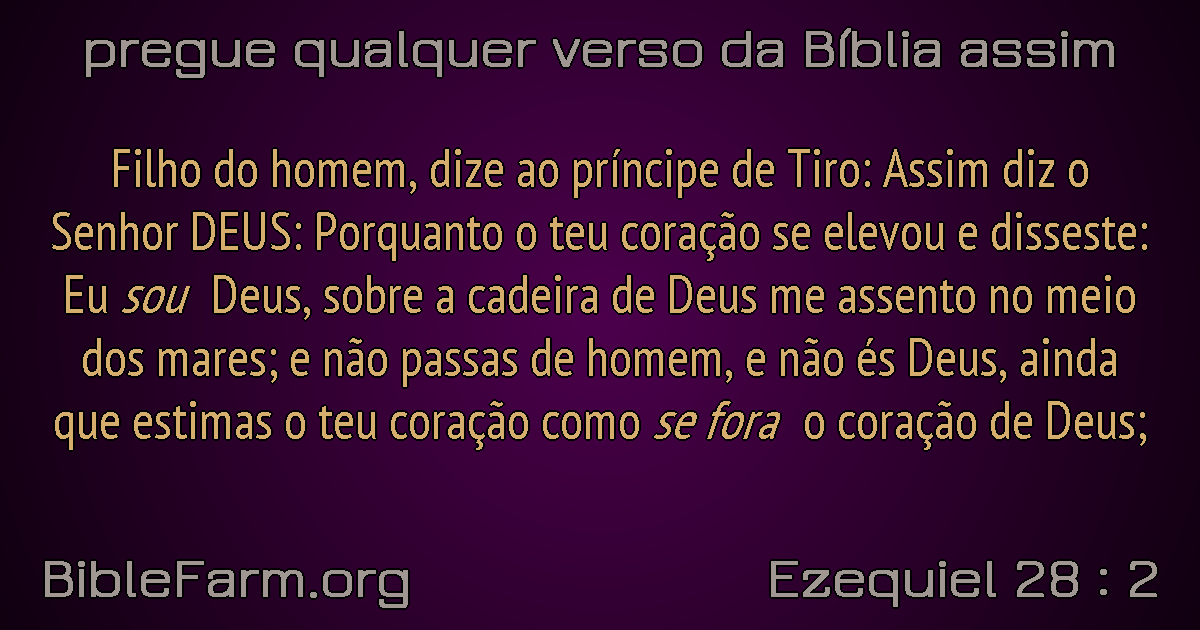 pregue qualquer verso da Bíblia assim
Filho do homem, dize ao príncipe de Tiro: Assim diz o
Senhor DEUS: Porquanto o teu coração se elevou e disseste:
Eu sou Deus, sobre a cadeira de Deus me assento no meio
dos mares; e não passas de homem, e não és Deus, ainda
que estimas o teu coração como se fora o coração de Deus;
BibleFarm.org
Ezequiel 28 : 2